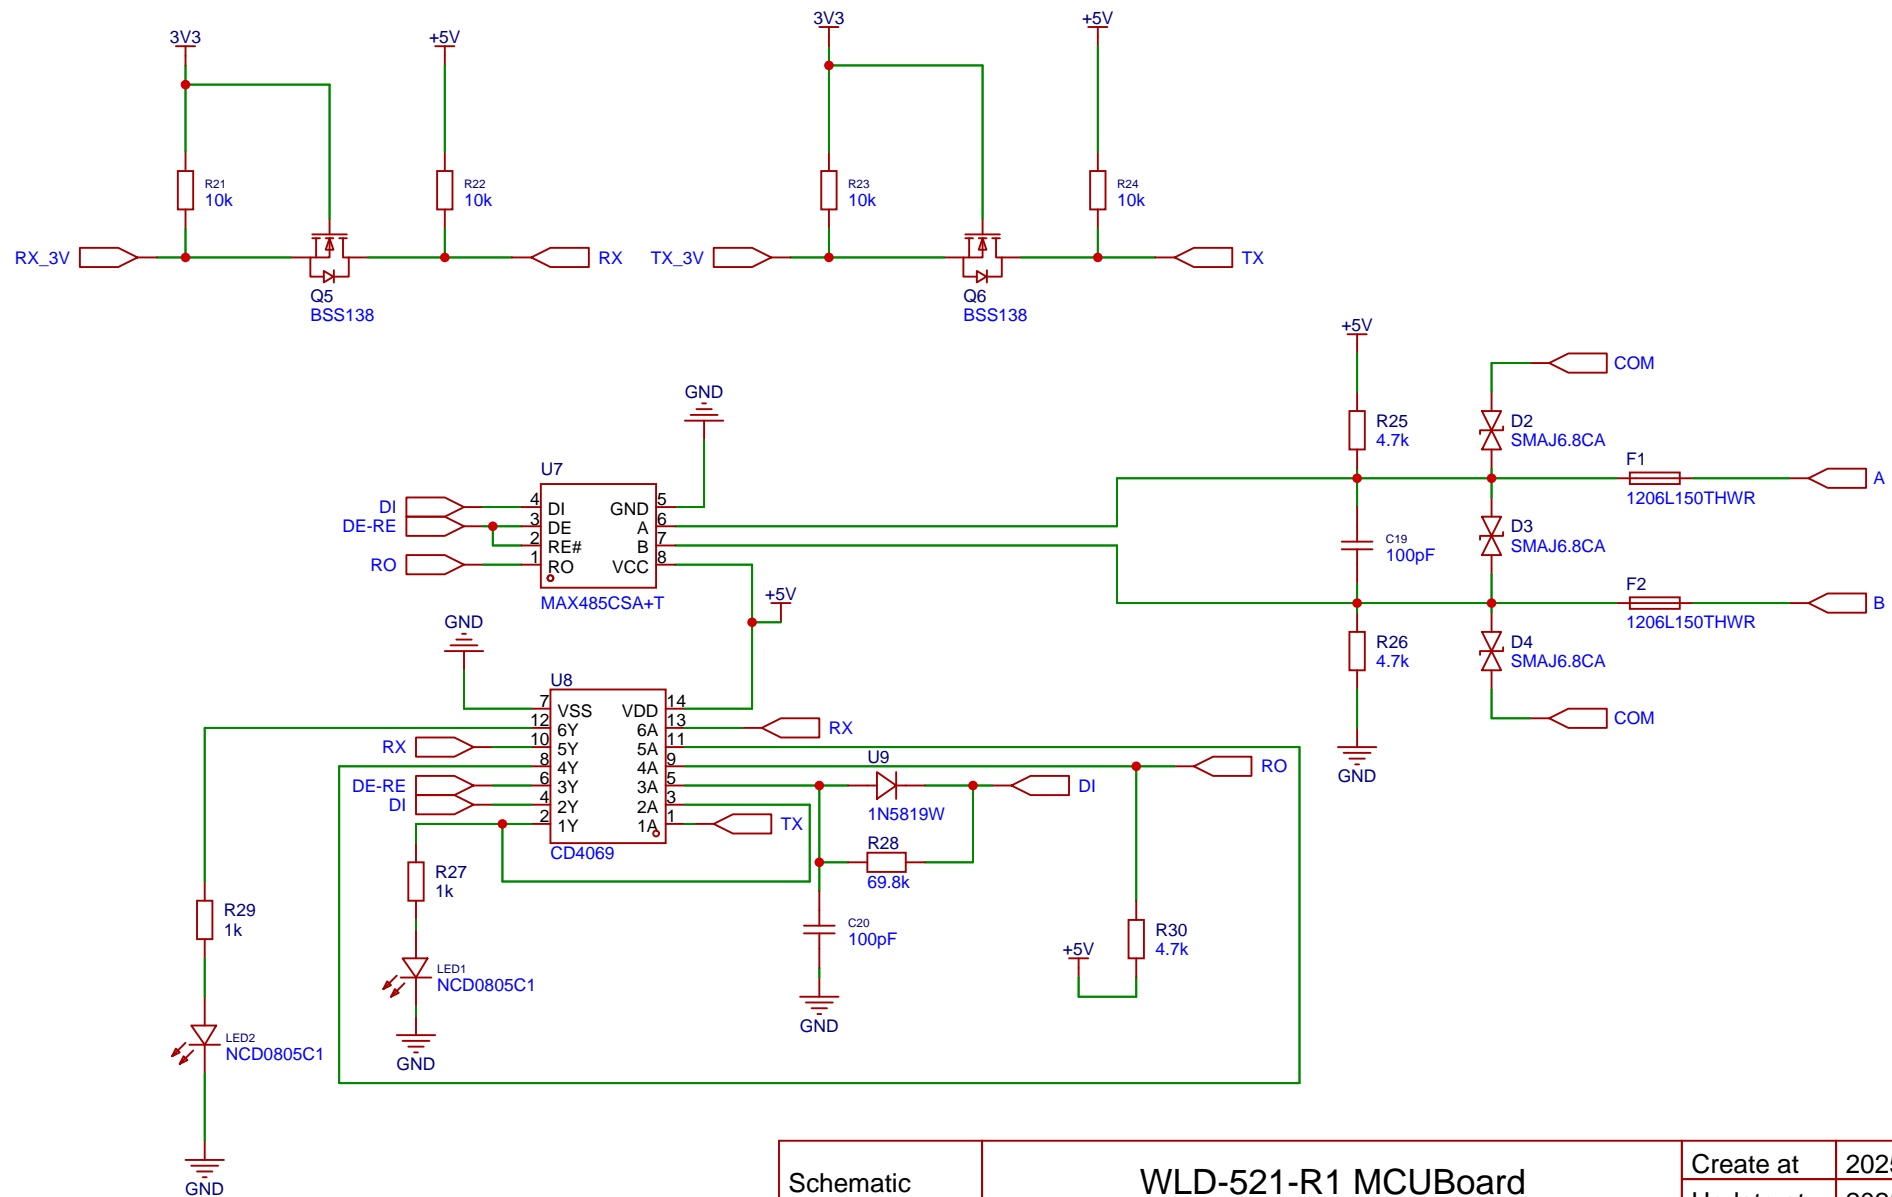 3V3
+5V
3V3
+5V
R21
10k
R22
10k
R23
10k
R24
10k
RX_3V
RX
TX_3V
TX
Q5
BSS138
Q6
BSS138
+5V
COM
GND
R25
4.7k
D2
SMAJ6.8CA
F1
1206L150THWR
A
U7
DI
DE-RE
RO
4
3
2
1
DI
DE
RE#
RO
GND
A
B
VCC
5
6
7
8
MAX485CSA+T
C19
100pF
D3
SMAJ6.8CA
F2
1206L150THWR
B
+5V
GND
R26
4.7k
D4
SMAJ6.8CA
COM
GND
U8
7
12
10
8
6
4
2
VSS
6Y
5Y
4Y
3Y
2Y
1Y
VDD
6A
5A
4A
3A
2A
1A
14
13
11
9
5
3
1
CD4069
RX
DE-RE
DI
RX
U9
1N5819W
RO
DI
TX
R28
69.8k
R27
1k
R29
1k
C20
100pF
R30
4.7k
+5V
LED1
NCD0805C1
GND
GND
LED2
NCD0805C1
GND
Schematic
WLD-521-R1 MCUBoard
Create at